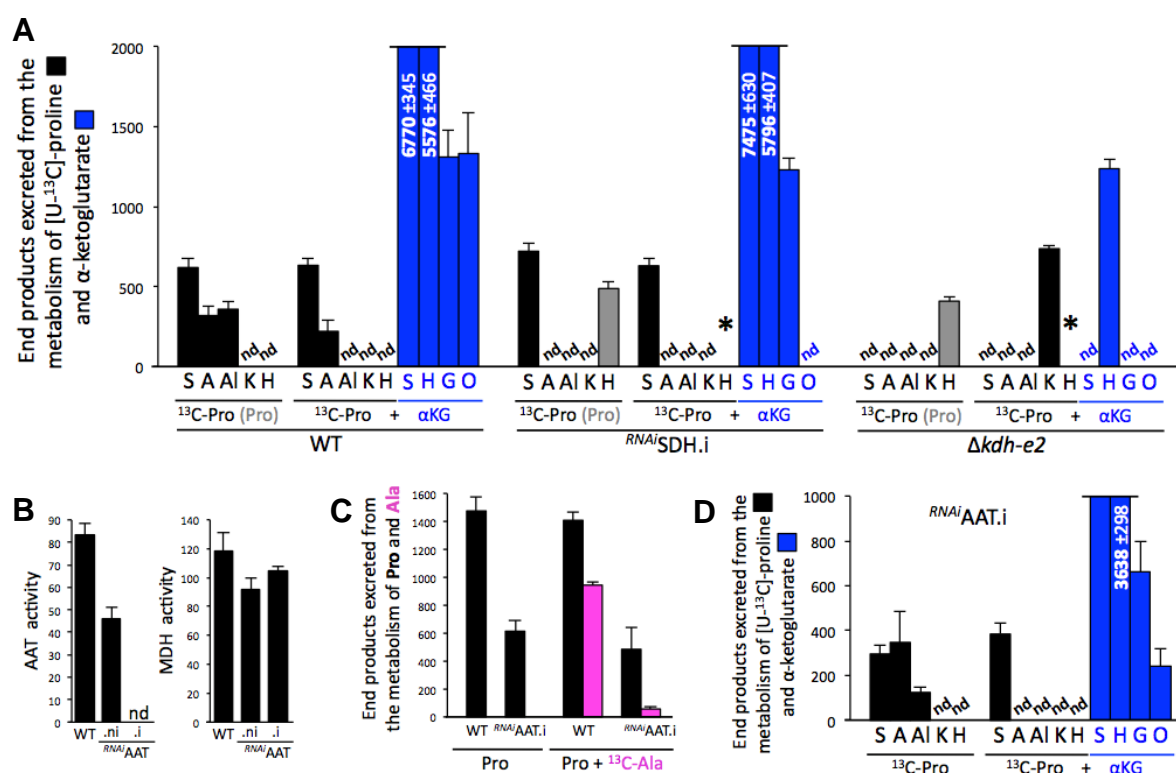 A
End products excreted from the
metabolism of [U-¹³C]-proline
and α-ketoglutarate
2000
1500
1000
500
0
6770 ±345
5576 ±466
7475 ±630
5796 ±407
nd nd
nd nd nd
nd nd nd
nd nd nd *
nd
nd nd nd nd
nd nd nd
*
nd
nd nd
S A Al K H
S A Al K H
S H G O
S A Al K H
S A Al K H
S H G O
S A Al K H
S A Al K H
S H G O
¹³C-Pro (Pro)
¹³C-Pro + αKG
¹³C-Pro (Pro)
¹³C-Pro + αKG
¹³C-Pro (Pro)
¹³C-Pro + αKG
WT
RNAiSDH.i
Δkdh-e2
B
AAT activity
90
80
70
60
50
40
30
20
10
0
nd
WT .ni .i
RNAiAAT
MDH activity
140
120
100
80
60
40
20
0
WT .ni .i
RNAiAAT
C
End products excreted from
the metabolism of Pro and Ala
1600
1400
1200
1000
800
600
400
200
0
WT RNAiAAT.i
WT RNAiAAT.i
Pro
Pro + ¹³C-Ala
D
End products excreted from the
metabolism of [U-¹³C]-proline
and α-ketoglutarate
1000
800
600
400
200
0
RNAiAAT.i
3638 ±298
nd nd
nd nd nd nd
S A Al K H
S A Al K H
S H G O
¹³C-Pro
¹³C-Pro + αKG